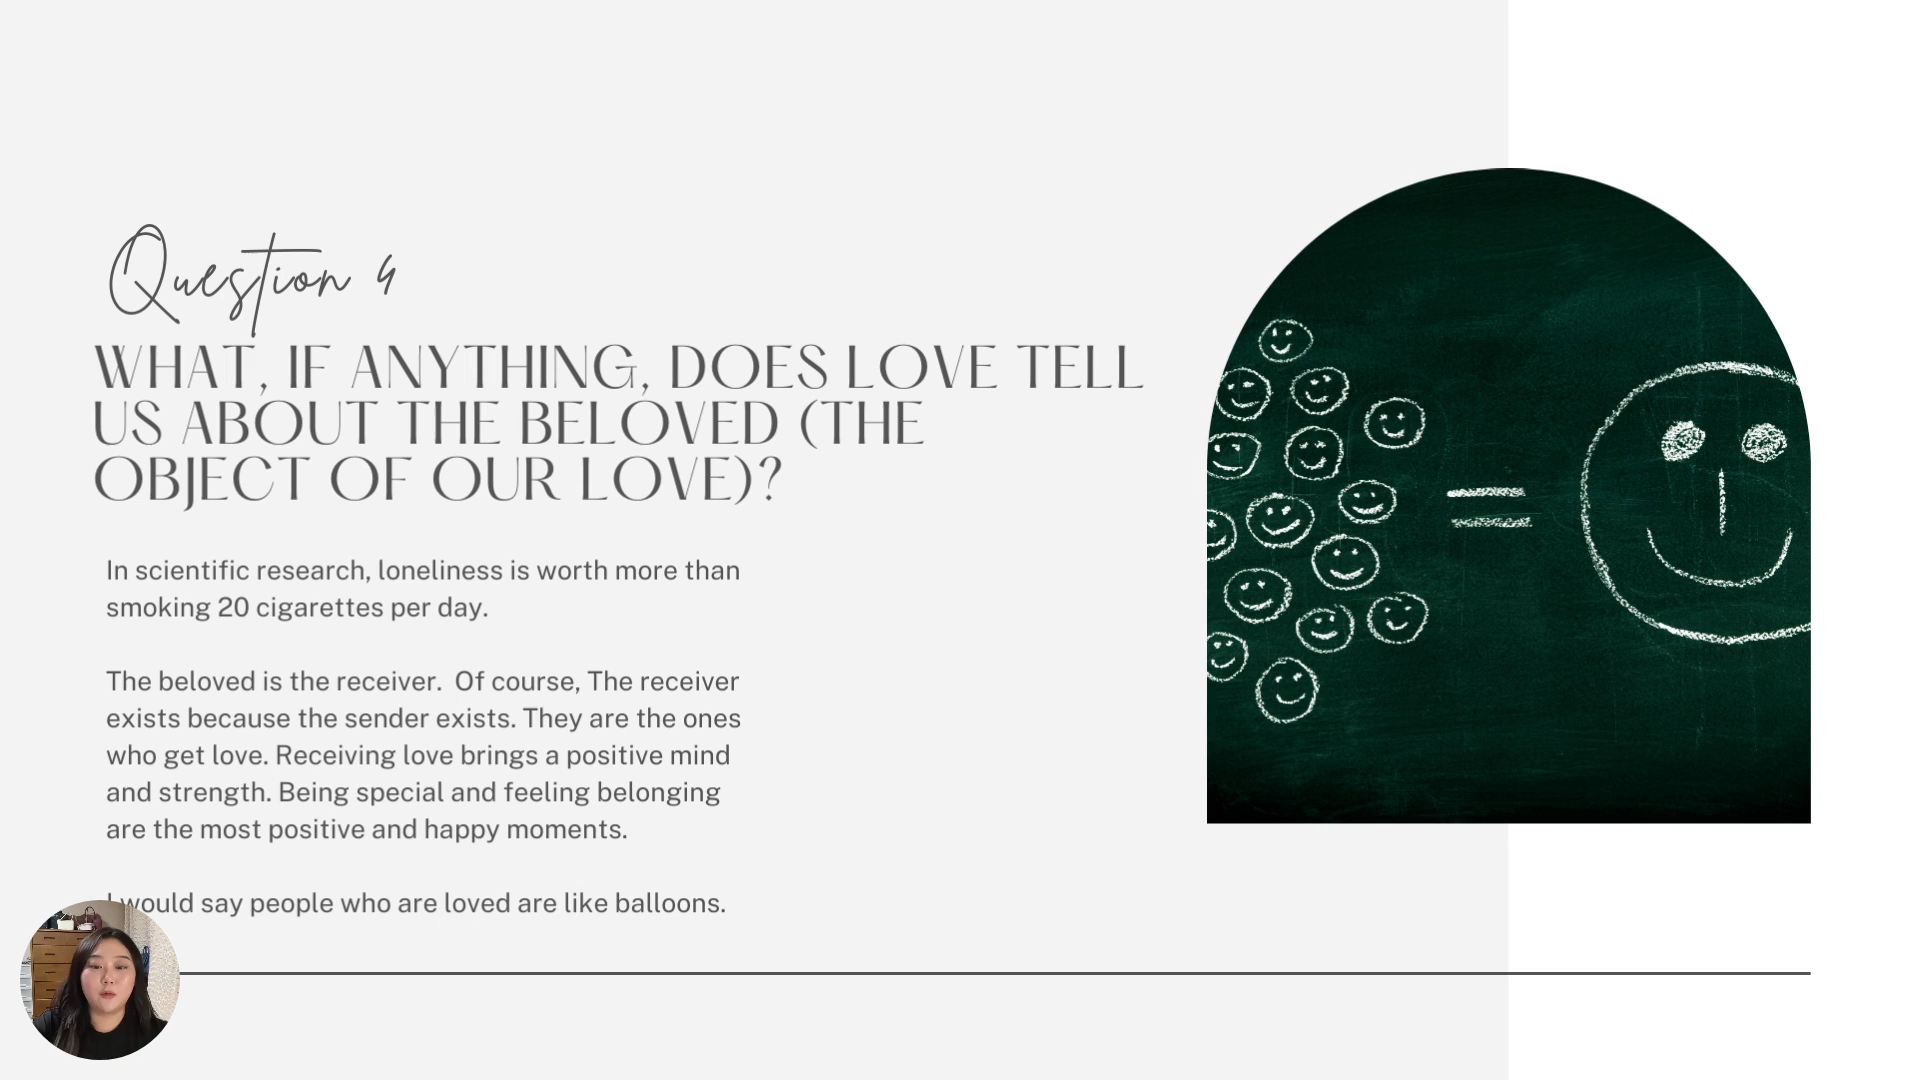 Question 4
WHAT, IF ANYTHING, DOES LOVE TELL
US ABOUT THE BELOVED (THE
OBJECT OF OUR LOVE)?
In scientific research, loneliness is worth more than
smoking 20 cigarettes per day.
The beloved is the receiver.  Of course, The receiver
exists because the sender exists. They are the ones
who get love. Receiving love brings a positive mind
and strength. Being special and feeling belonging
are the most positive and happy moments.
I would say people who are loved are like balloons.
=